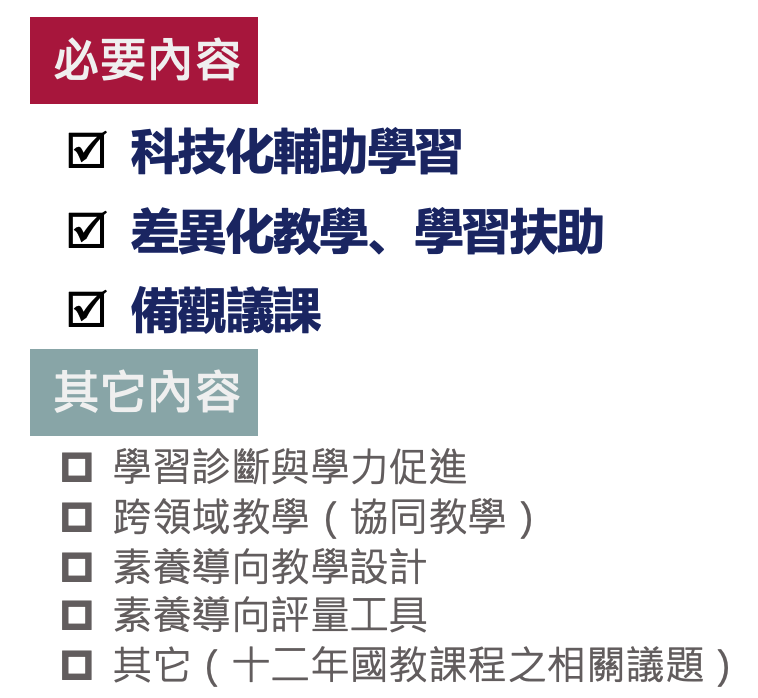 必要內容
☑ 科技化輔助學習
☑ 差異化教學、學習扶助
☑ 備觀議課
其它內容
☐ 學習診斷與學力促進
☐ 跨領域教學（協同教學）
☐ 素養導向教學設計
☐ 素養導向評量工具
☐ 其它（十二年國教課程之相關議題）